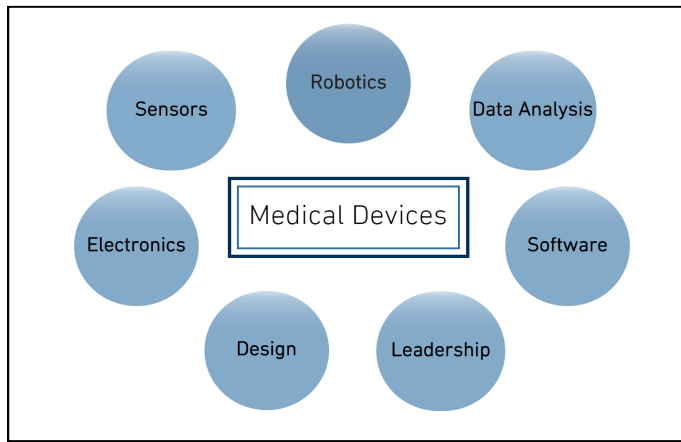 Robotics
Sensors
Data Analysis
Medical Devices
Electronics
Software
Design
Leadership